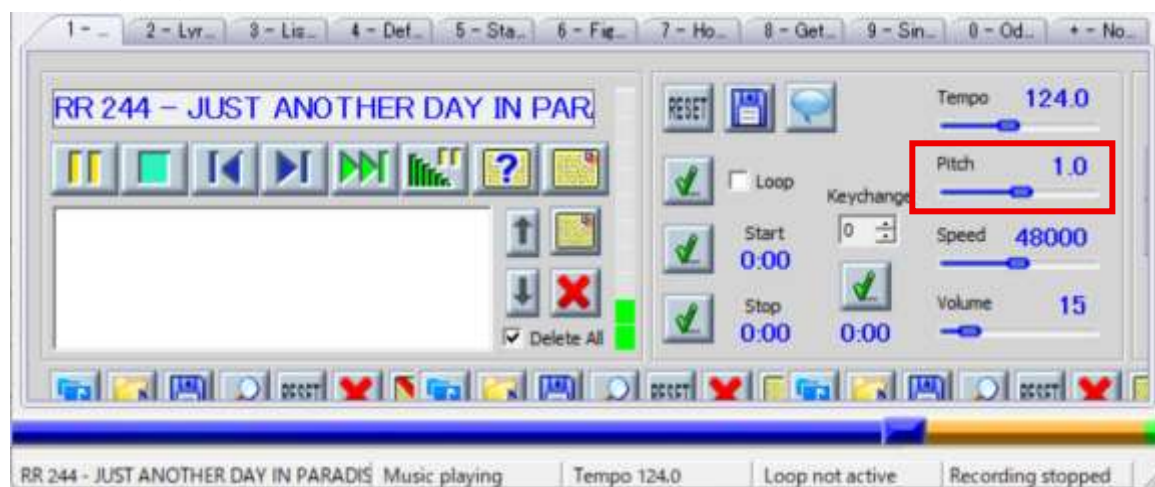 1 - _ 2 - Lyr... 3 - Lis... 4 - Def... 5 - Sta... 6 - Fig... 7 - Ho... 8 - Get... 9 - Sin... 0 - Od... + - No...
RR 244 - JUST ANOTHER DAY IN PAR
RESET
Tempo 124.0
?
Pitch 1.0
Loop
Keychange
0
Start
0:00
Speed 48000
Stop
0:00
0:00
Volume 15
Delete All
RESET RESET RESET
RR 244 - JUST ANOTHER DAY IN PARADIS Music playing Tempo 124.0 Loop not active Recording stopped